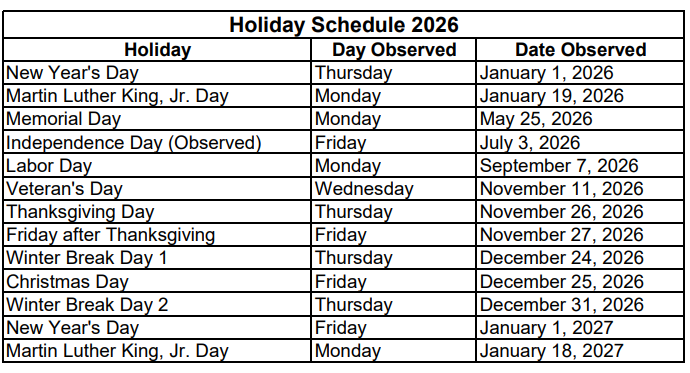 Holiday Schedule 2026
Holiday Day Observed Date Observed
New Year's Day Thursday January 1, 2026
Martin Luther King, Jr. Day Monday January 19, 2026
Memorial Day Monday May 25, 2026
Independence Day (Observed) Friday July 3, 2026
Labor Day Monday September 7, 2026
Veteran's Day Wednesday November 11, 2026
Thanksgiving Day Thursday November 26, 2026
Friday after Thanksgiving Friday November 27, 2026
Winter Break Day 1 Thursday December 24, 2026
Christmas Day Friday December 25, 2026
Winter Break Day 2 Thursday December 31, 2026
New Year's Day Friday January 1, 2027
Martin Luther King, Jr. Day Monday January 18, 2027